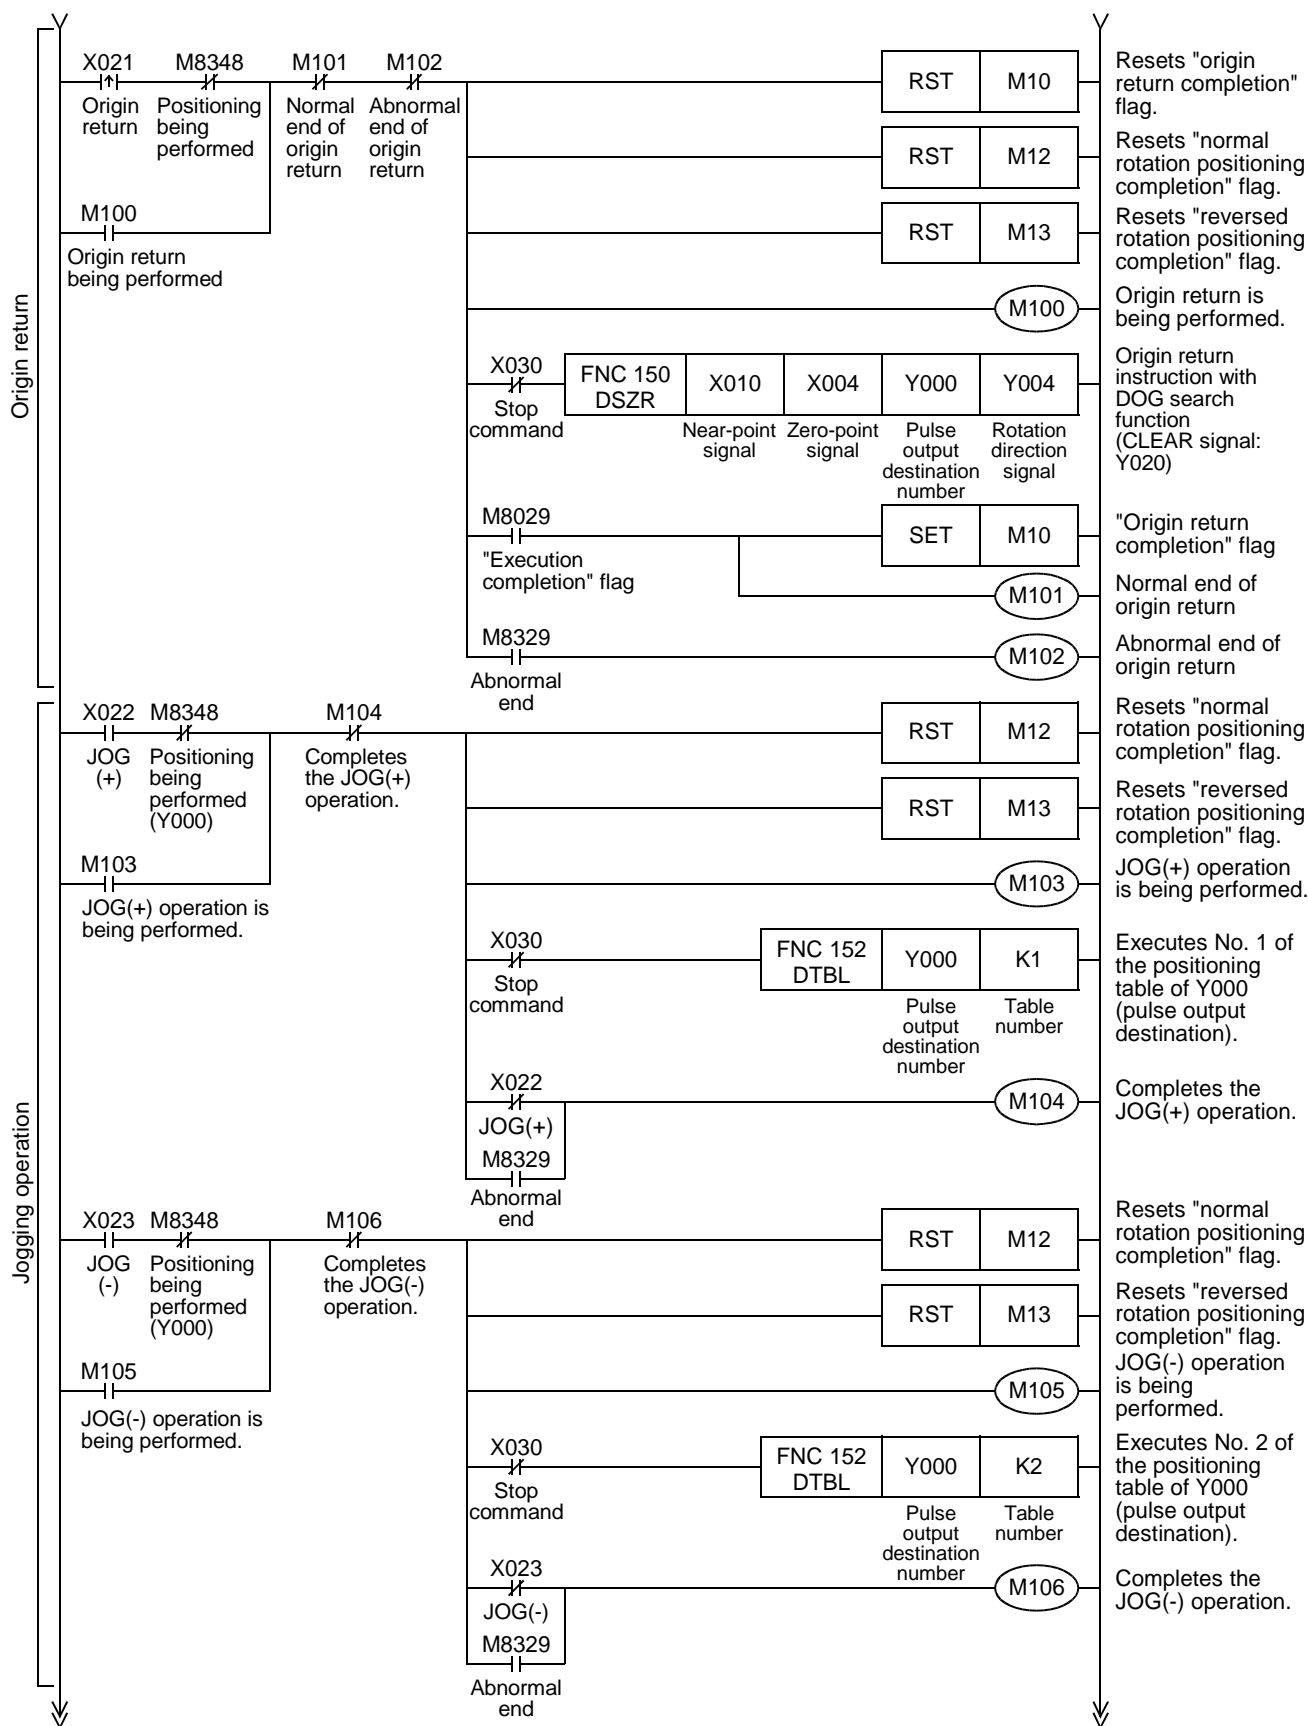 Origin return
X021 M8348 M101 M102
Origin return
Positioning being performed
Normal end of origin return
Abnormal end of origin return
RST M10
Resets "origin
return completion"
flag.
RST M12
Resets "normal
rotation positioning
completion" flag.
M100
Origin return
being performed
RST M13
Resets "reversed
rotation positioning
completion" flag.
M100
Origin return is
being performed.
X030
Stop
command
FNC 150
DSZR
X010 X004 Y000 Y004
Near-point
signal
Zero-point
signal
Pulse
output
destination
number
Rotation
direction
signal
Origin return
instruction with
DOG search
function
(CLEAR signal:
Y020)
M8029
"Execution
completion" flag
SET M10
"Origin return
completion" flag
M101
Normal end of
origin return
M8329
Abnormal
end
M102
Abnormal end of
origin return
Jogging operation
X022 M8348 M104
JOG
(+)
Positioning
being
performed
(Y000)
Completes
the JOG(+)
operation.
RST M12
Resets "normal
rotation positioning
completion" flag.
RST M13
Resets "reversed
rotation positioning
completion" flag.
M103
JOG(+) operation is
being performed.
M103
JOG(+) operation
is being performed.
X030
Stop
command
FNC 152
DTBL
Y000 K1
Pulse
output
destination
number
Table
number
Executes No. 1 of
the positioning
table of Y000
(pulse output
destination).
X022
JOG(+)
M8329
Abnormal
end
M104
Completes the
JOG(+) operation.
X023 M8348 M106
JOG
(-)
Positioning
being
performed
(Y000)
Completes
the JOG(-)
operation.
RST M12
Resets "normal
rotation positioning
completion" flag.
RST M13
Resets "reversed
rotation positioning
completion" flag.
M105
JOG(-) operation is
being performed.
M105
JOG(-) operation
is being
performed.
X030
Stop
command
FNC 152
DTBL
Y000 K2
Pulse
output
destination
number
Table
number
Executes No. 2 of
the positioning
table of Y000
(pulse output
destination).
X023
JOG(-)
M8329
Abnormal
end
M106
Completes the
JOG(-) operation.